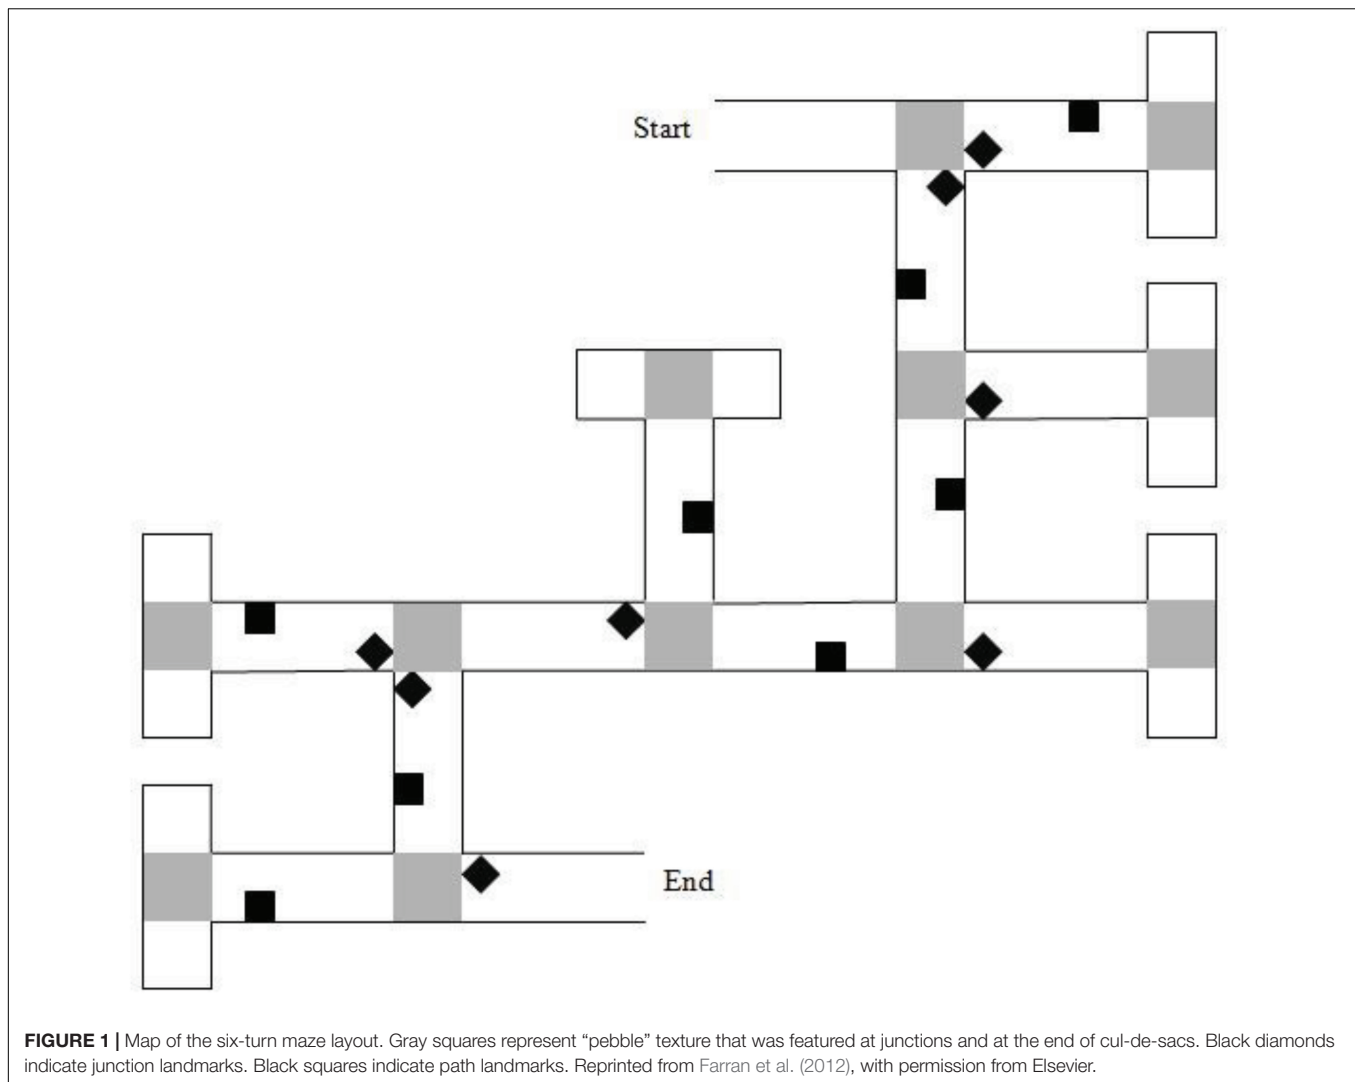 Start
End
FIGURE 1 | Map of the six-turn maze layout. Gray squares represent “pebble” texture that was featured at junctions and at the end of cul-de-sacs. Black diamonds
indicate junction landmarks. Black squares indicate path landmarks. Reprinted from Farran et al. (2012), with permission from Elsevier.